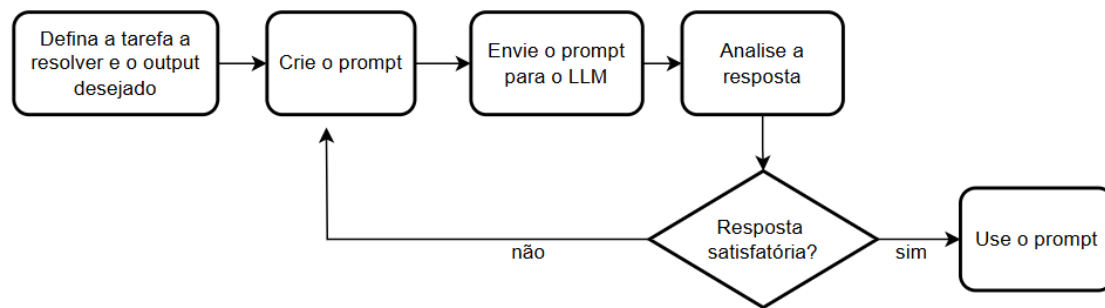 Defina a tarefa a
resolver e o output
desejado
Crie o prompt
Envie o prompt
para o LLM
Analise a
resposta
Resposta
satisfatória?
não
sim
Use o prompt